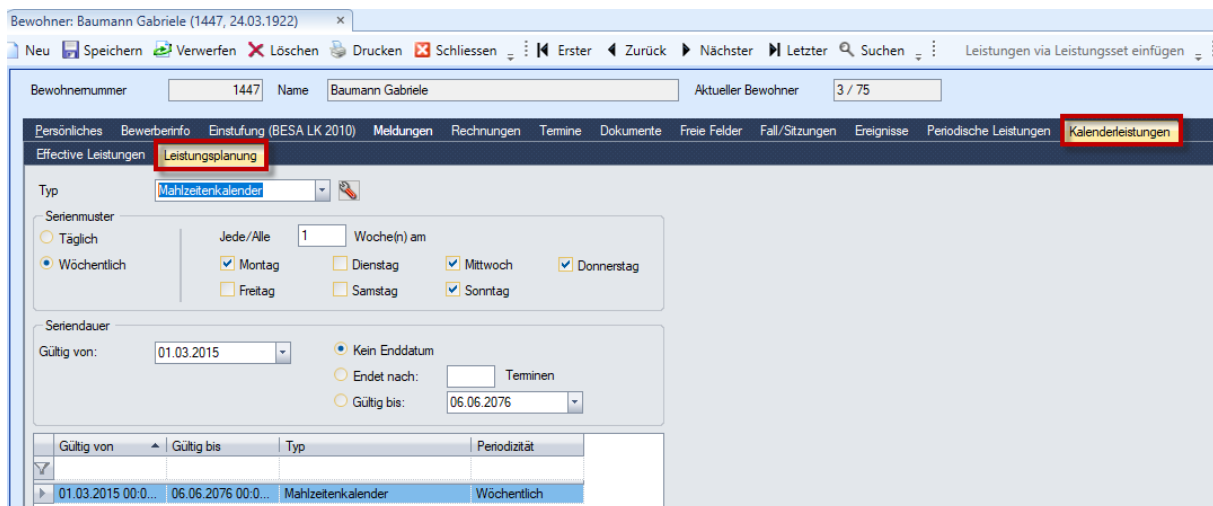 Bewohner: Baumann Gabriele (1447, 24.03.1922) ×
Neu Speichern Verwerfen Löschen Drucken Schliessen Erster Zurück Nächster Letzter Suchen Leistungen via Leistungsset einfügen
Bewohnernummer 1447 Name Baumann Gabriele Aktueller Bewohner 3 / 75
Persönliches Bewerberinfo Einstufung (BESA LK 2010) Meldungen Rechnungen Termine Dokumente Freie Felder Fall/Sitzungen Ereignisse Periodische Leistungen Kalenderleistungen
Effective Leistungen Leistungsplanung
Typ Mahlzeitenkalender
Serienmuster
Täglich Jede/Alle 1 Woche(n) am
Wöchentlich Montag Dienstag Mittwoch Donnerstag
Freitag Samstag Sonntag
Seriendauer
Gültig von: 01.03.2015 Kein Enddatum
Endet nach: Terminen
Gültig bis: 06.06.2076
Gültig von Gültig bis Typ Periodizität
01.03.2015 00:0... 06.06.2076 00:0... Mahlzeitenkalender Wöchentlich